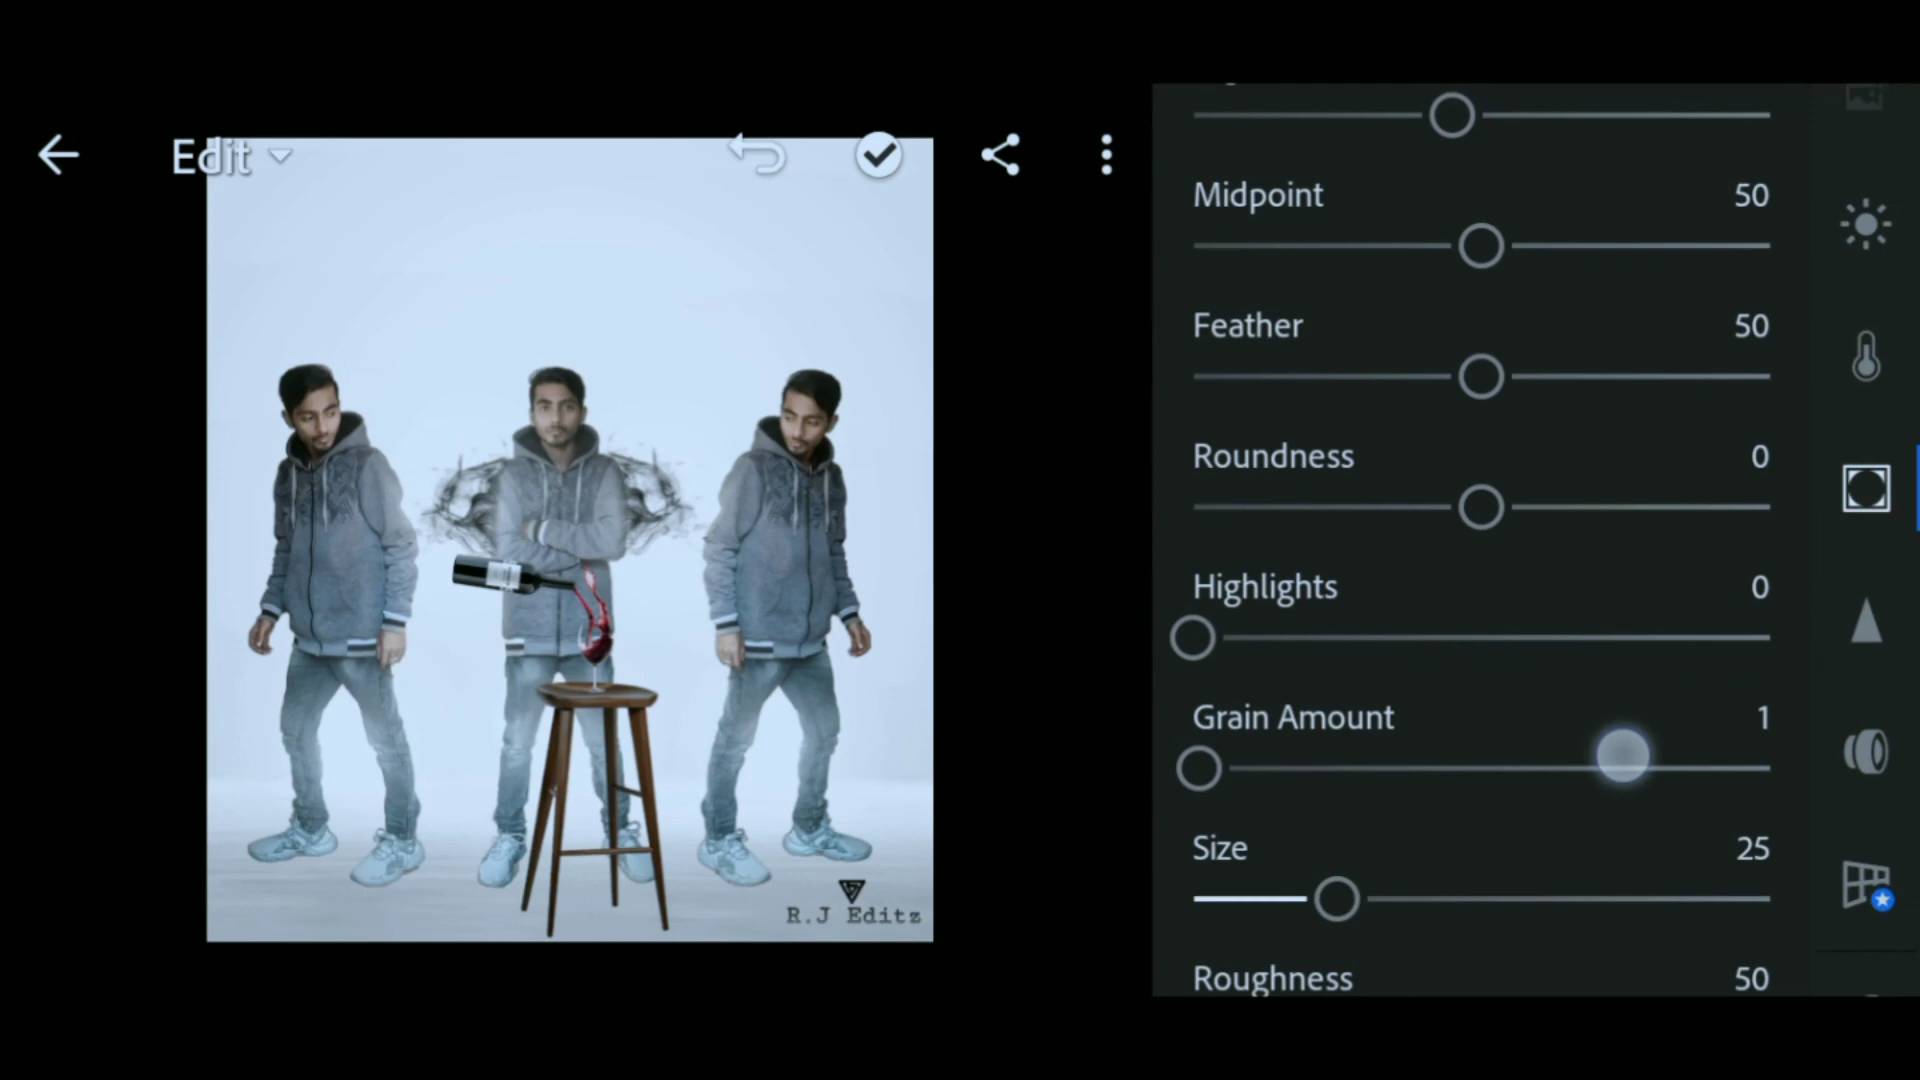 Edit
Midpoint 50
Feather 50
Roundness 0
Highlights 0
Grain Amount 1
Size 25
Roughness 50
R.J Editz